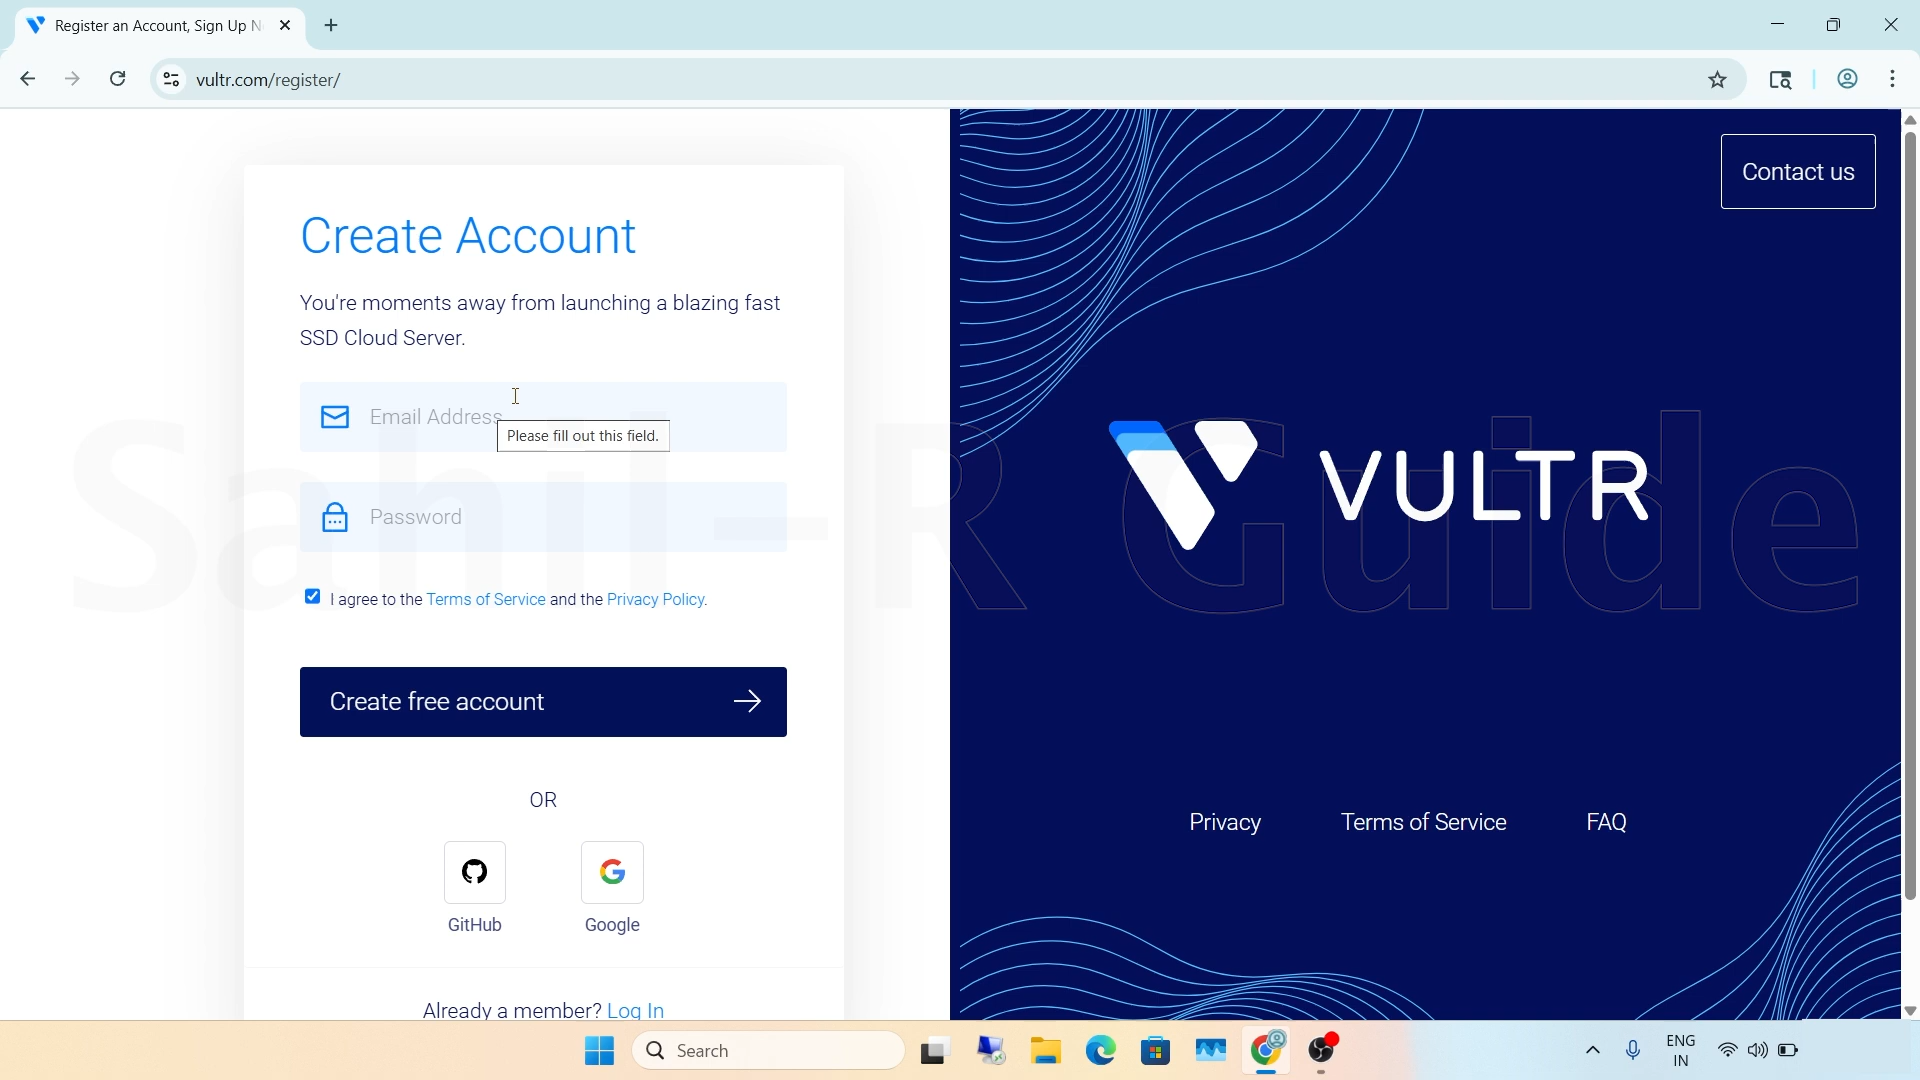 Register an Account, Sign Up N
vultr.com/register/
Contact us
Create Account
You're moments away from launching a blazing fast
SSD Cloud Server.
Email Address
Please fill out this field.
Password
I agree to the Terms of Service and the Privacy Policy.
Create free account
OR
GitHub
Google
Already a member? Log In
VULTR
Privacy
Terms of Service
FAQ
Sahil-R Guide
Search
ENG
IN